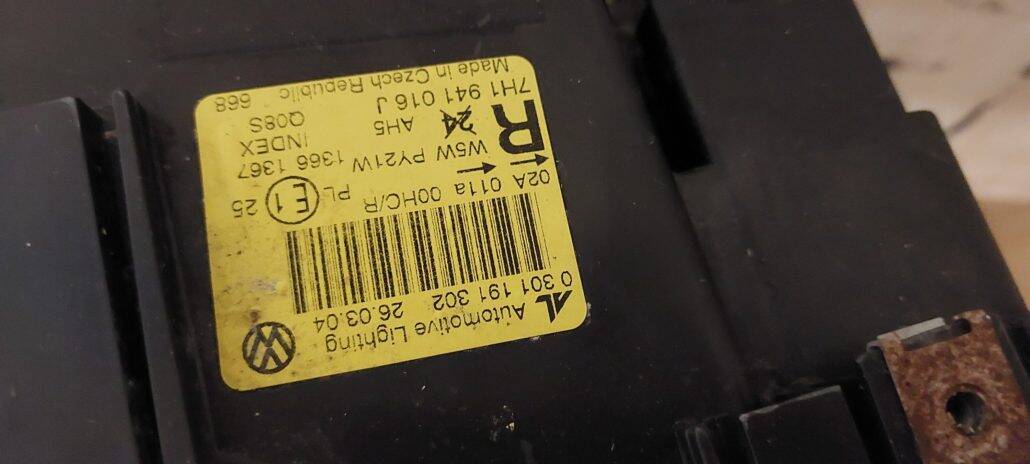 AL Automotive Lighting
0 301 191 302 26.03.04
02A 011a 00HC/R PL E1 25
W5W PY21W 1366 1367
R 24 AH5 INDEX
7H1 941 016 J Q08S
Made in Czech Republic 668